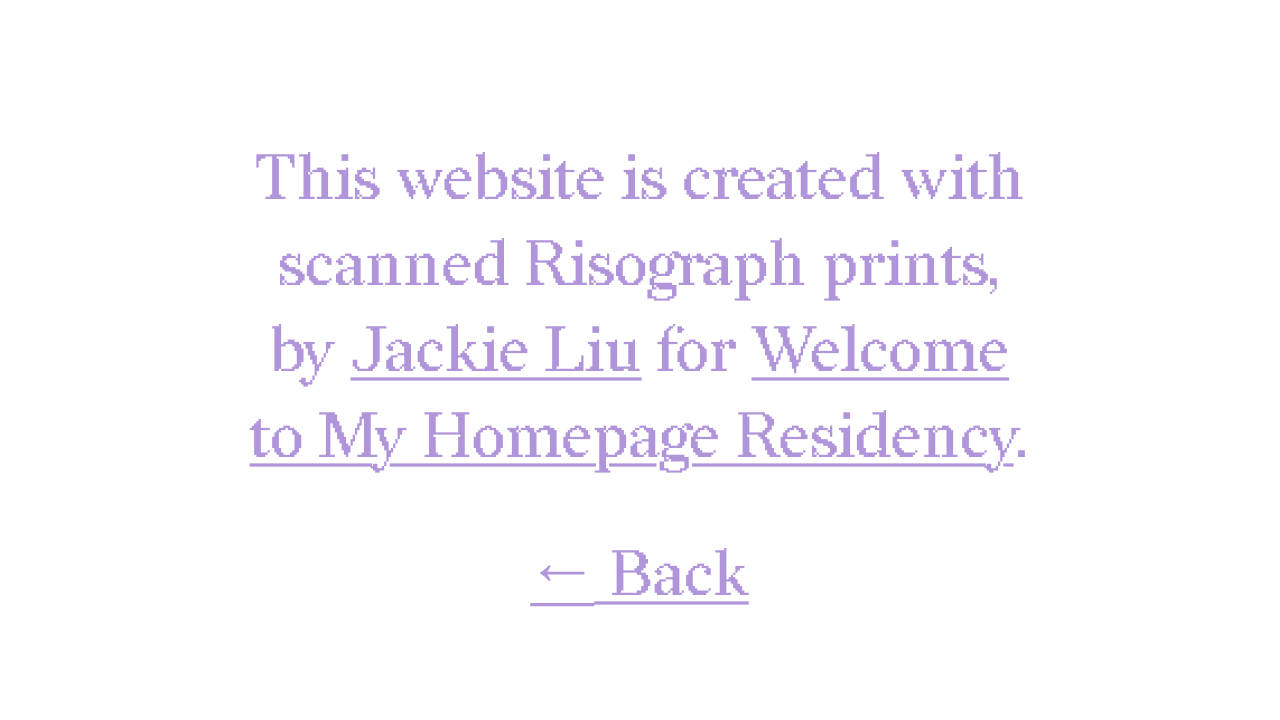 This website is created with
scanned Risograph prints,
by Jackie Liu for Welcome
to My Homepage Residency.
← Back